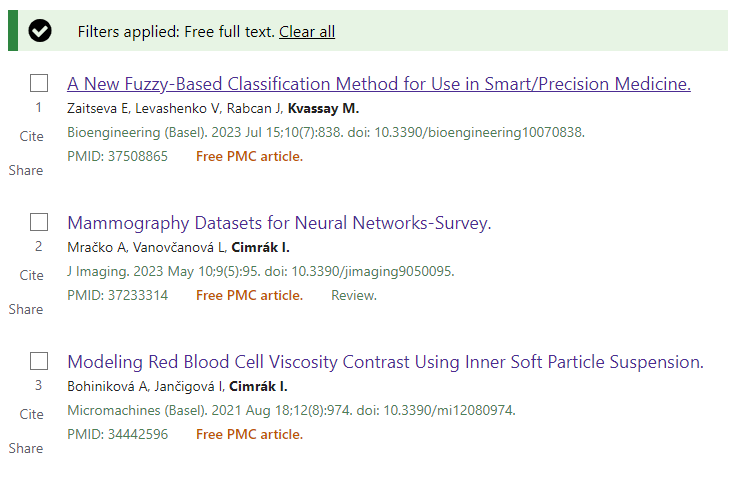 Filters applied: Free full text. Clear all
A New Fuzzy-Based Classification Method for Use in Smart/Precision Medicine.
1
Zaitseva E, Levashenko V, Rabcan J, Kvassay M.
Cite
Bioengineering (Basel). 2023 Jul 15;10(7):838. doi: 10.3390/bioengineering10070838.
PMID: 37508865 Free PMC article.
Share
Mammography Datasets for Neural Networks-Survey.
2
Mračko A, Vanovčanová L, Cimrák I.
Cite
J Imaging. 2023 May 10;9(5):95. doi: 10.3390/jimaging9050095.
PMID: 37233314 Free PMC article. Review.
Share
Modeling Red Blood Cell Viscosity Contrast Using Inner Soft Particle Suspension.
3
Bohiniková A, Jančigová I, Cimrák I.
Cite
Micromachines (Basel). 2021 Aug 18;12(8):974. doi: 10.3390/mi12080974.
PMID: 34442596 Free PMC article.
Share